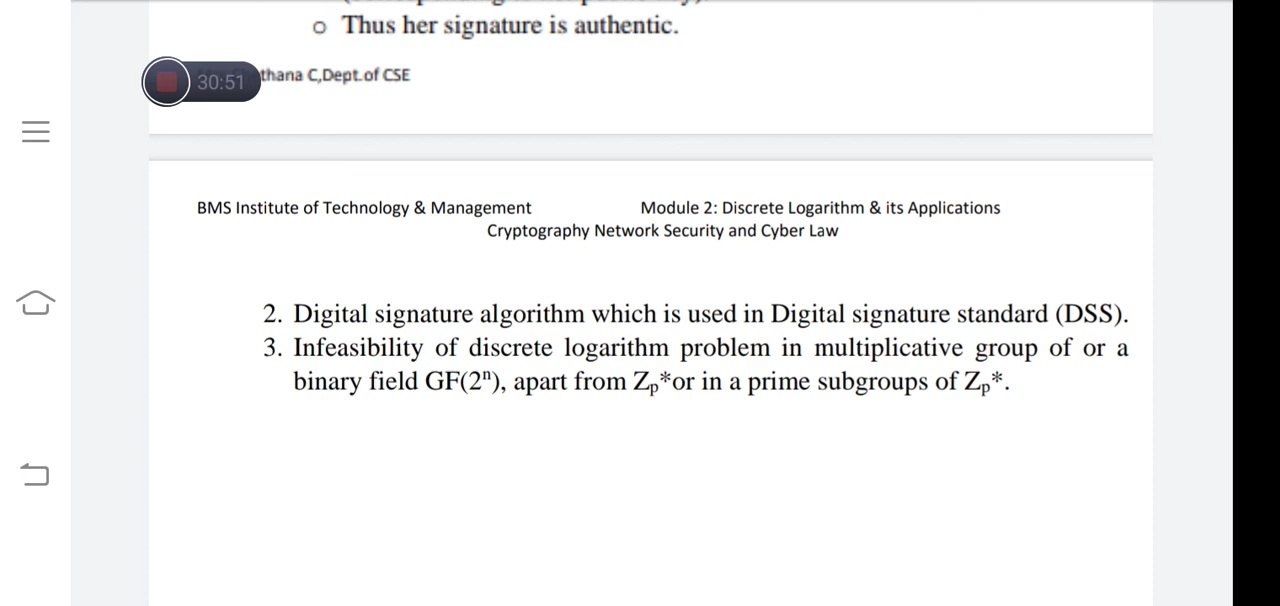 o Thus her signature is authentic.
30:51 thana C,Dept.of CSE
BMS Institute of Technology & Management Module 2: Discrete Logarithm & its Applications
Cryptography Network Security and Cyber Law
2. Digital signature algorithm which is used in Digital signature standard (DSS).
3. Infeasibility of discrete logarithm problem in multiplicative group of or a
binary field GF(2ⁿ), apart from Zₚ*or in a prime subgroups of Zₚ*.